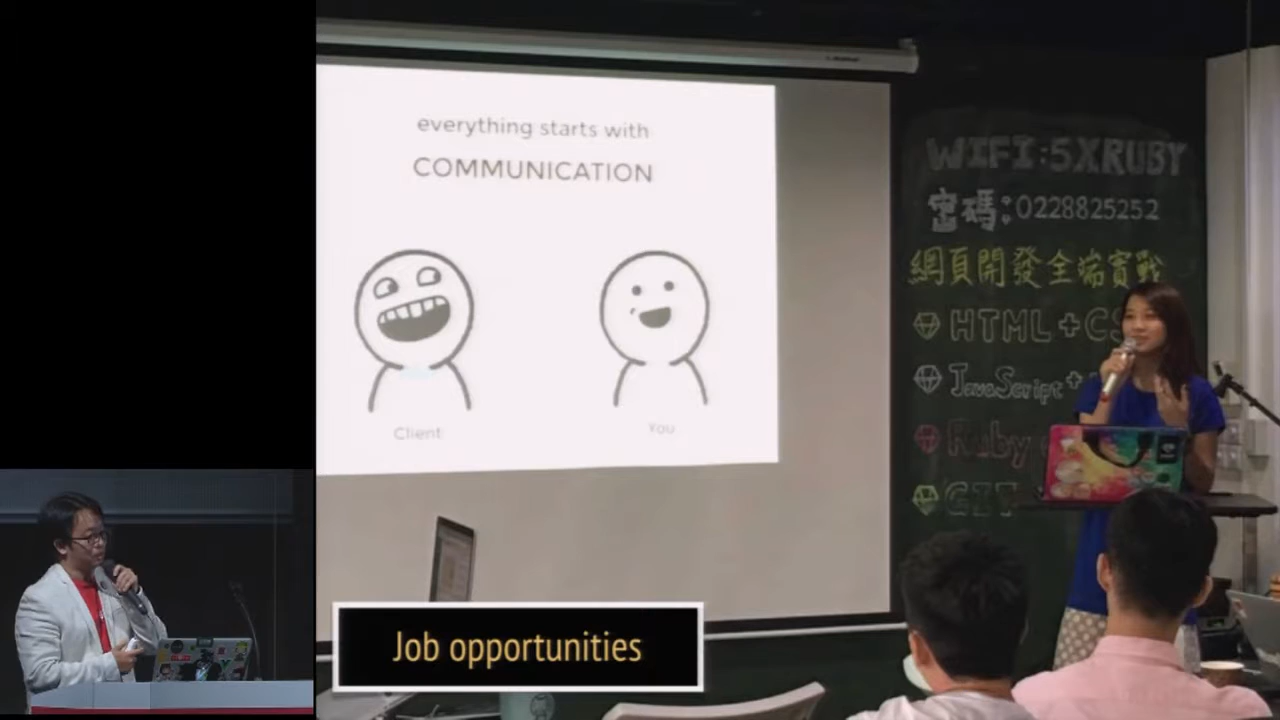 everything starts with
COMMUNICATION
Client
You
WIFI:5XRUBY
密碼:0228825252
網頁開發全端實戰
HTML+CS
JavaScript+
Ruby
GIT
Job opportunities